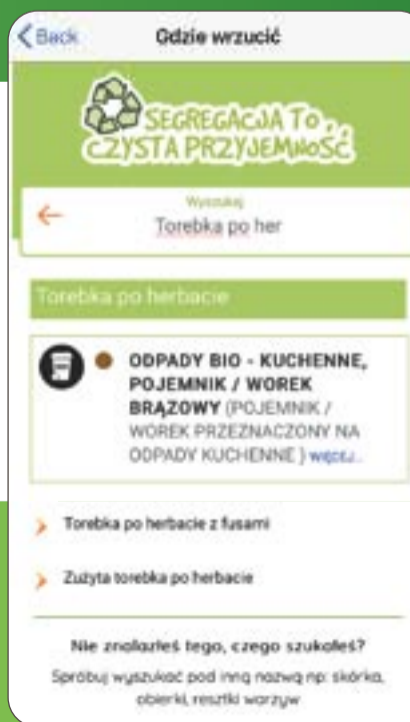 Back Gdzie wrzucić
SEGREGACJA TO
CZYSTA PRZYJEMNOŚĆ
Wyszukaj
Torebka po her
Torebka po herbacie
ODPADY BIO - KUCHENNE,
POJEMNIK / WOREK
BRĄZOWY (POJEMNIK /
WOREK PRZEZNACZONY NA
ODPADY KUCHENNE ) WIĘCEJ...
Torebka po herbacie z fusami
Zużyta torebka po herbacie
Nie znalazłeś tego, czego szukałeś?
Spróbuj wyszukać pod inną nazwą np: skórka,
obierki, resztki warzyw